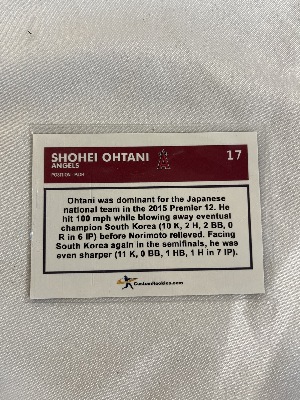 SHOHEI OHTANI
ANGELS
17
Ohtani was dominant for the Japanese
national team in the 2015 Premier 12. He
hit 100 mph while blowing away eventual
champion South Korea (10 K, 2 H, 2 BB, 0
R in 6 IP) before Norimoto relieved. Facing
South Korea again in the semifinals, he was
even sharper (11 K, 0 BB, 1 HB, 1 H in 7 IP).
CustomRookies.com